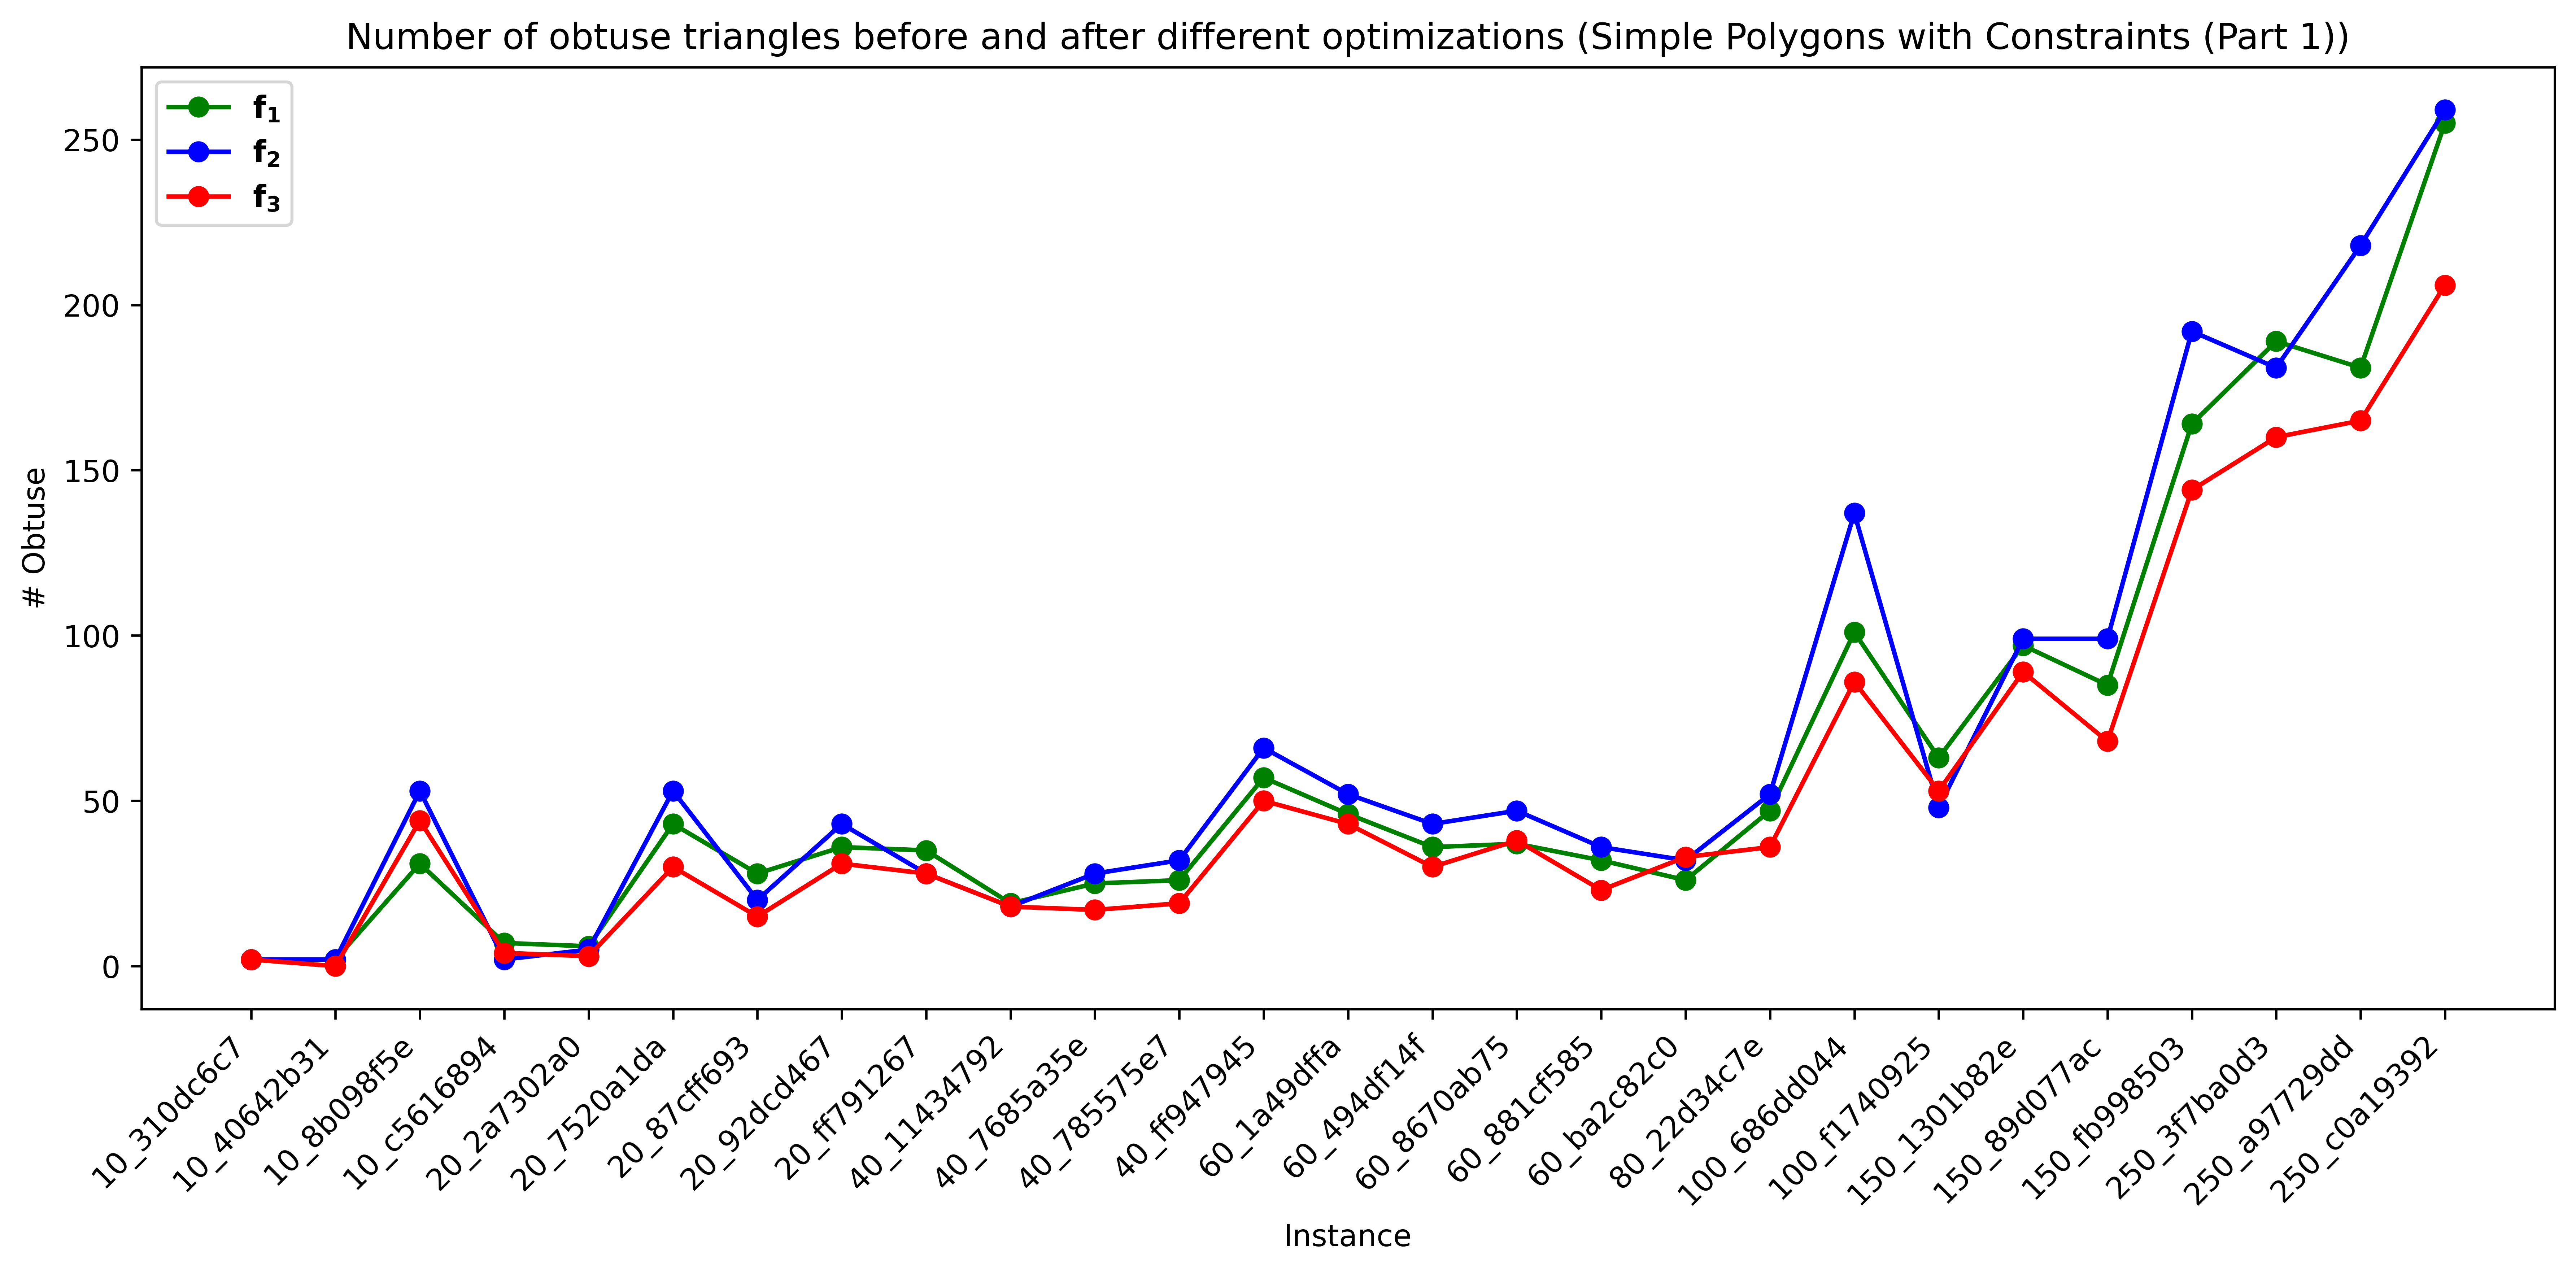 Number of obtuse triangles before and after different optimizations (Simple Polygons with Constraints (Part 1))
f1
f2
f3
# Obtuse
250
200
150
100
50
0
10_310dc6c7
10_40642b31
10_8b098f5e
10_c5616894
20_2a7302a0
20_7520a1da
20_87cff693
20_92dcd467
20_ff791267
40_11434792
40_7685a35e
40_785575e7
40_ff947945
60_1a49dffa
60_494df14f
60_8670ab75
60_881cf585
60_ba2c82c0
80_22d34c7e
100_686dd044
100_f1740925
150_1301b82e
150_89d077ac
150_fb998503
250_3f7ba0d3
250_a97729dd
250_c0a19392
Instance